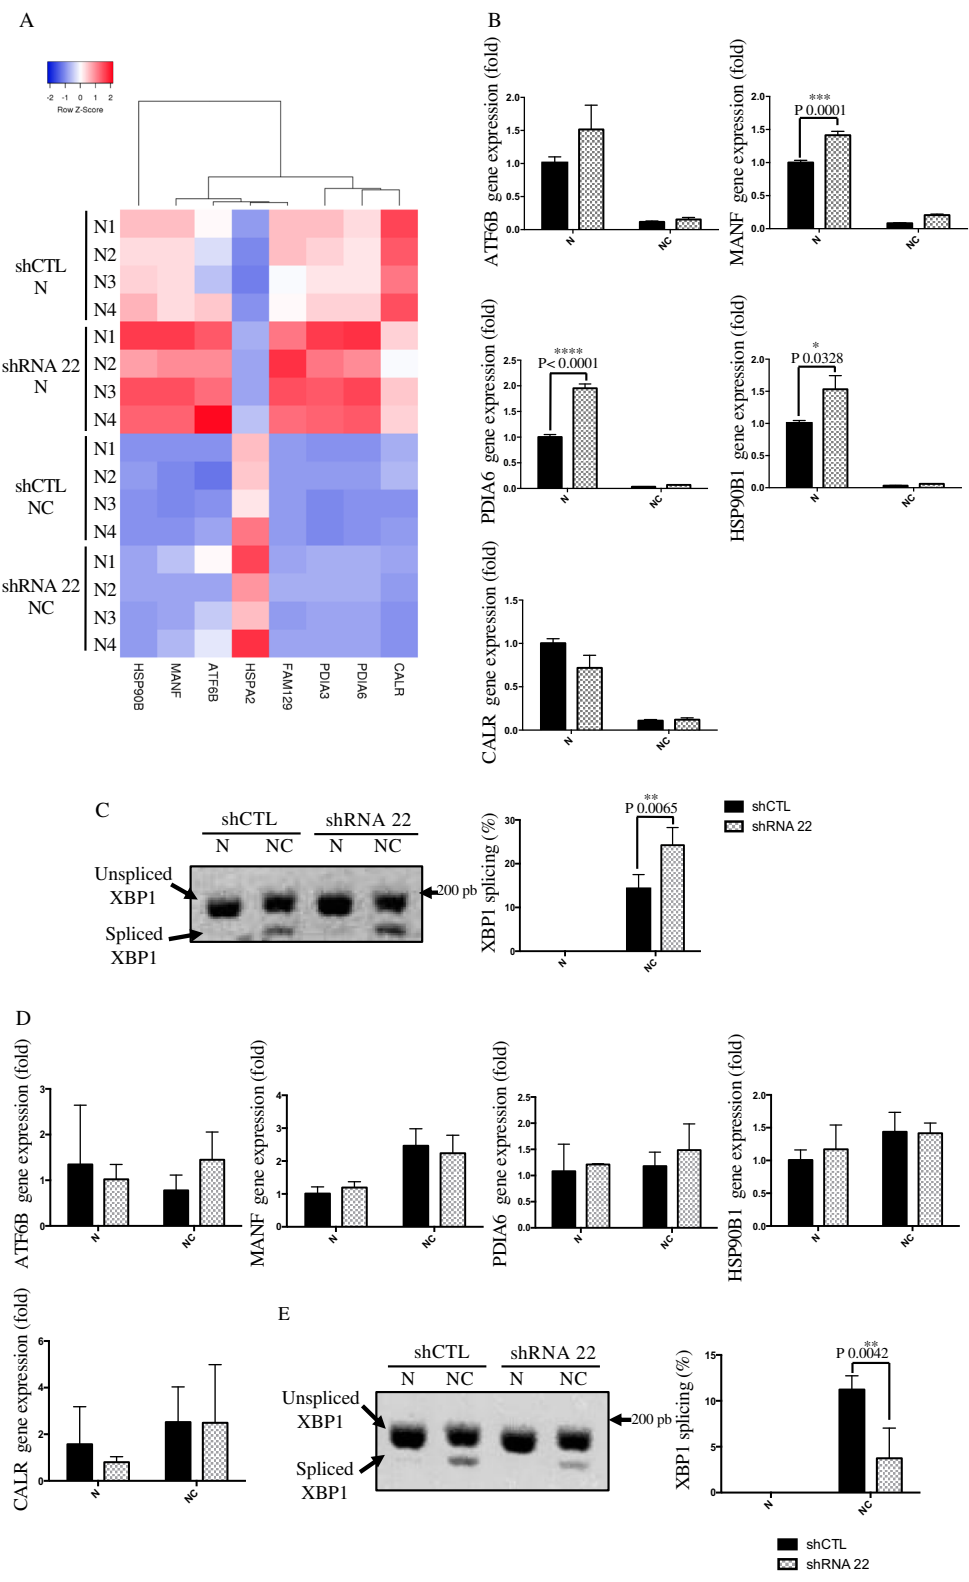 A
-2 -1 0 1 2
Row Z-Score
shCTL
N
N1
N2
N3
N4
shRNA 22
N
N1
N2
N3
N4
shCTL
NC
N1
N2
N3
N4
shRNA 22
NC
N1
N2
N3
N4
HSP90B
MANF
ATF6B
HSPA2
FAM129
PDIA3
PDIA6
CALR
B
ATF6B gene expression (fold)
2.0
1.5
1.0
0.5
0.0
N
NC
MANF gene expression (fold)
2.0
1.5
1.0
0.5
0.0
***
P 0.0001
N
NC
PDIA6 gene expression (fold)
2.5
2.0
1.5
1.0
0.5
0.0
****
P< 0.0001
N
NC
HSP90B1 gene expression (fold)
2.0
1.5
1.0
0.5
0.0
*
P 0.0328
N
NC
CALR gene expression (fold)
1.5
1.0
0.5
0.0
N
NC
C
shCTL
shRNA 22
N NC N NC
Unspliced
XBP1
Spliced
XBP1
200 pb
XBP1 splicing (%)
30
20
10
0
**
P 0.0065
N
NC
shCTL
shRNA 22
D
ATF6B gene expression (fold)
3
2
1
0
N
NC
MANF gene expression (fold)
4
3
2
1
0
N
NC
PDIA6 gene expression (fold)
2.5
2.0
1.5
1.0
0.5
0.0
N
NC
HSP90B1 gene expression (fold)
2.0
1.5
1.0
0.5
0.0
N
NC
CALR gene expression (fold)
6
4
2
0
N
NC
E
shCTL
shRNA 22
N NC N NC
Unspliced
XBP1
Spliced
XBP1
200 pb
XBP1 splicing (%)
15
10
5
0
**
P 0.0042
N
NC
shCTL
shRNA 22